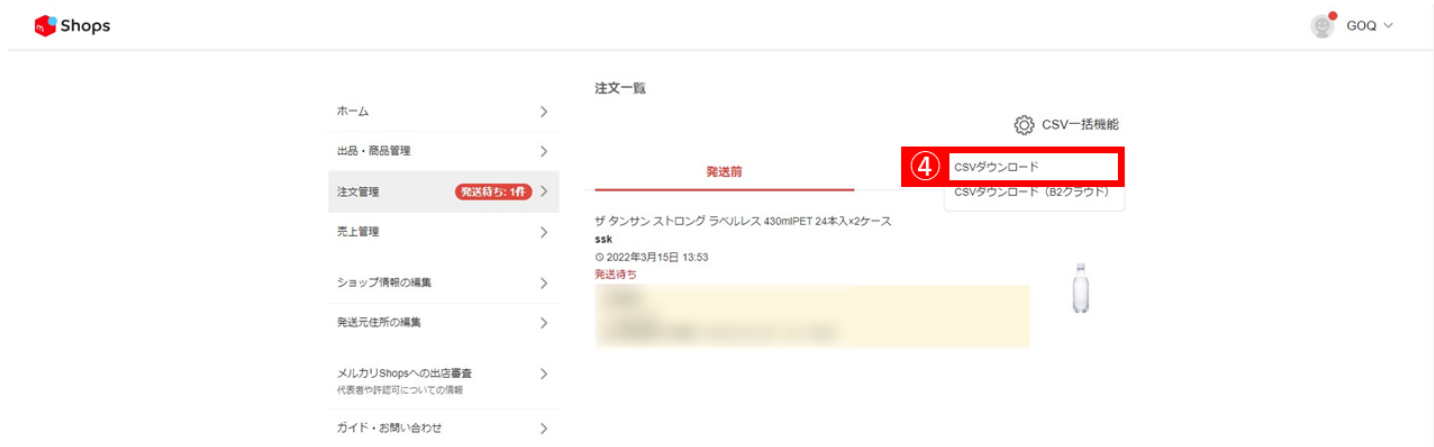 Shops
GOQ
注文一覧
ホーム
CSV一括機能
出品・商品管理
発送前
④
CSVダウンロード
注文管理
発送待ち: 1件
CSVダウンロード (B2クラウド)
ザ タンサン ストロング ラベルレス 430mlPET 24本入×2ケース
売上管理
ssk
2022年3月15日 13:53
発送待ち
ショップ情報の編集
発送元住所の編集
メルカリShopsへの出店審査
代表者や許認可についての情報
ガイド・お問い合わせ